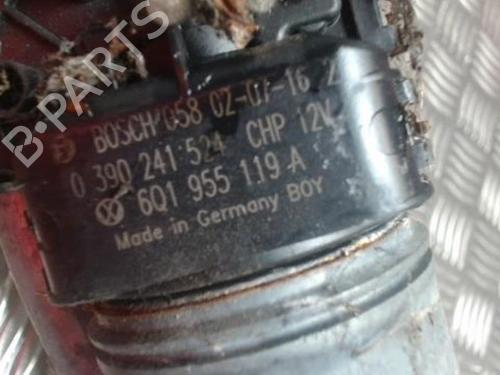 BOSCH 058 02-07-16 2
0 390 241 524 CHP 12V
6Q1 955 119 A
Made in Germany BOY